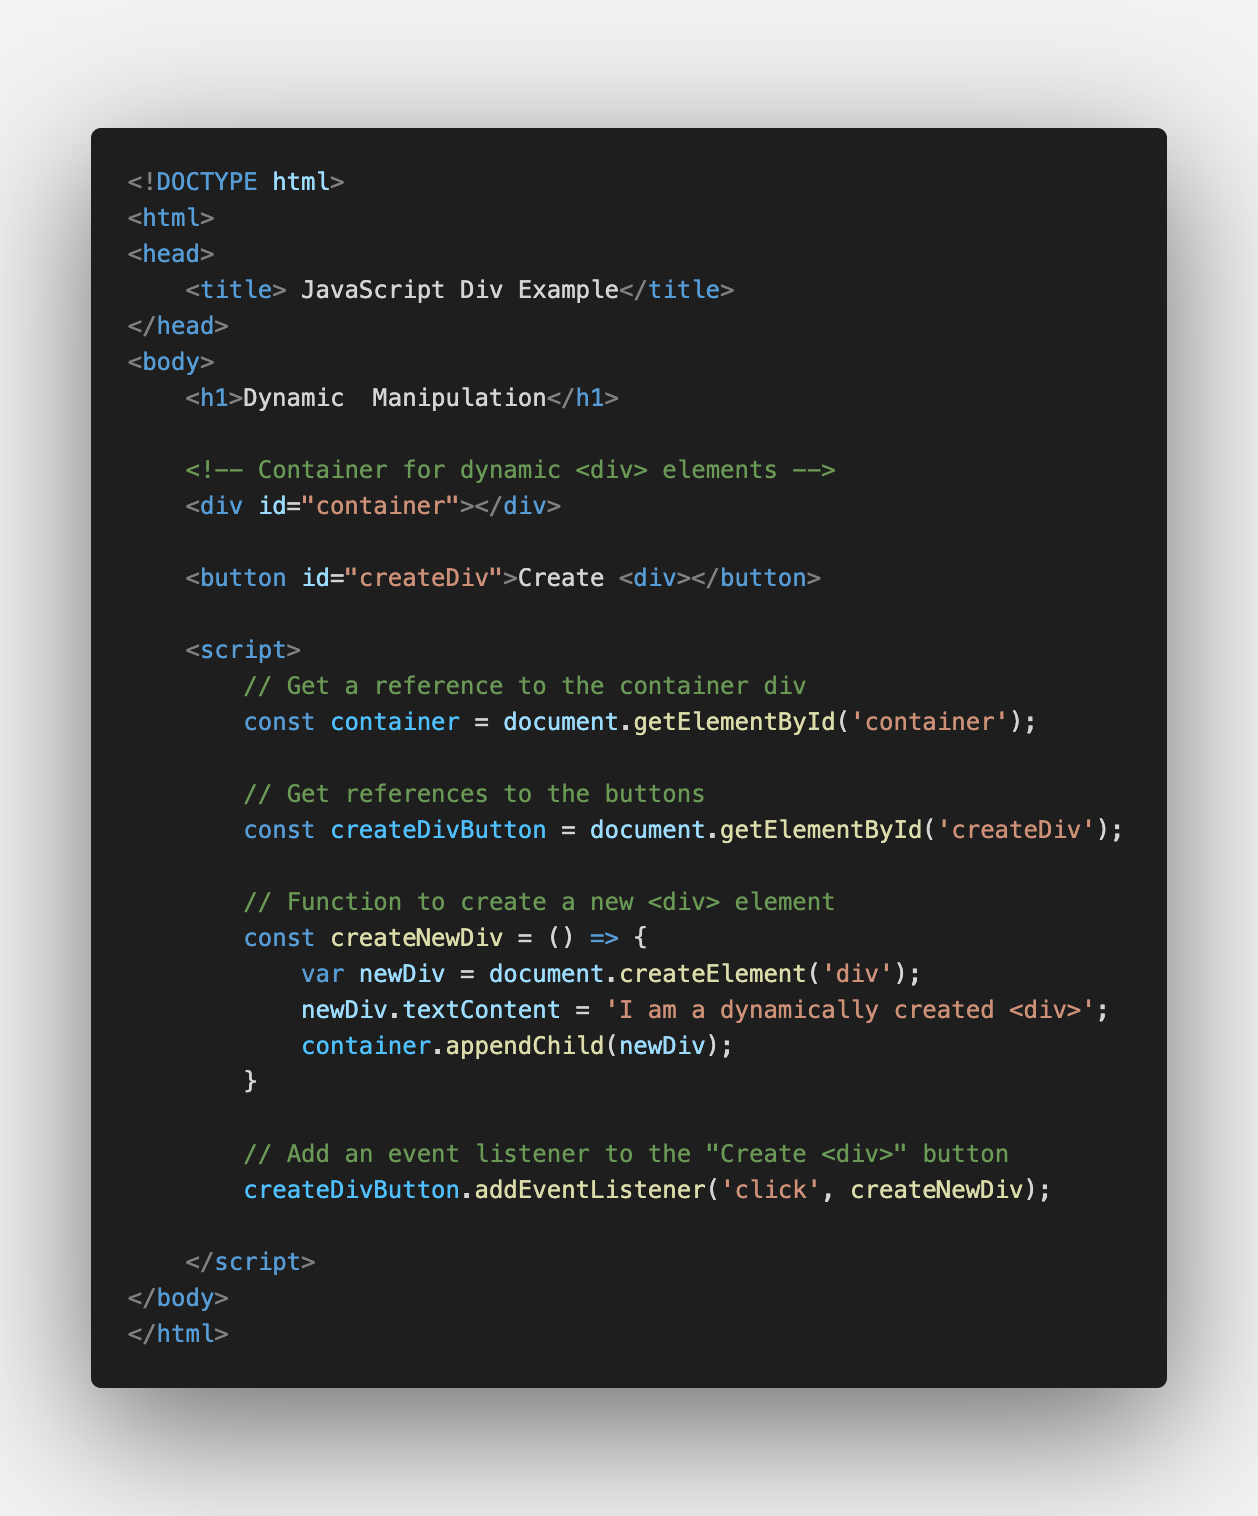 <!DOCTYPE html>
<html>
<head>
    <title> JavaScript Div Example</title>
</head>
<body>
    <h1>Dynamic  Manipulation</h1>

    <!-- Container for dynamic <div> elements -->
    <div id="container"></div>

    <button id="createDiv">Create <div></button>

    <script>
        // Get a reference to the container div
        const container = document.getElementById('container');

        // Get references to the buttons
        const createDivButton = document.getElementById('createDiv');

        // Function to create a new <div> element
        const createNewDiv = () => {
            var newDiv = document.createElement('div');
            newDiv.textContent = 'I am a dynamically created <div>';
            container.appendChild(newDiv);
        }

        // Add an event listener to the "Create <div>" button
        createDivButton.addEventListener('click', createNewDiv);

    </script>
</body>
</html>